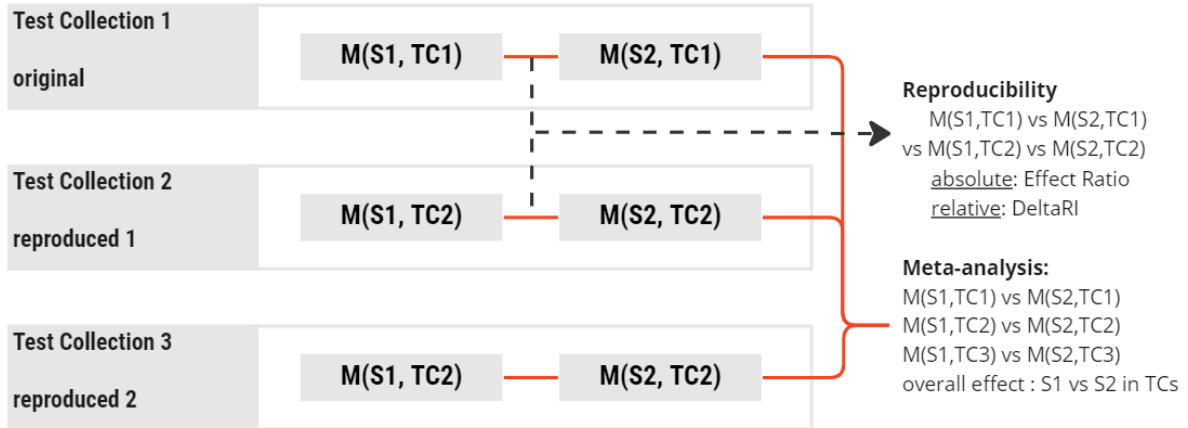 Test Collection 1
original
M(S1, TC1)
M(S2, TC1)
Test Collection 2
reproduced 1
M(S1, TC2)
M(S2, TC2)
Test Collection 3
reproduced 2
M(S1, TC2)
M(S2, TC2)
Reproducibility
M(S1,TC1) vs M(S2,TC1)
vs M(S1,TC2) vs M(S2,TC2)
absolute: Effect Ratio
relative: DeltaRI
Meta-analysis:
M(S1,TC1) vs M(S2,TC1)
M(S1,TC2) vs M(S2,TC2)
M(S1,TC3) vs M(S2,TC3)
overall effect : S1 vs S2 in TCs